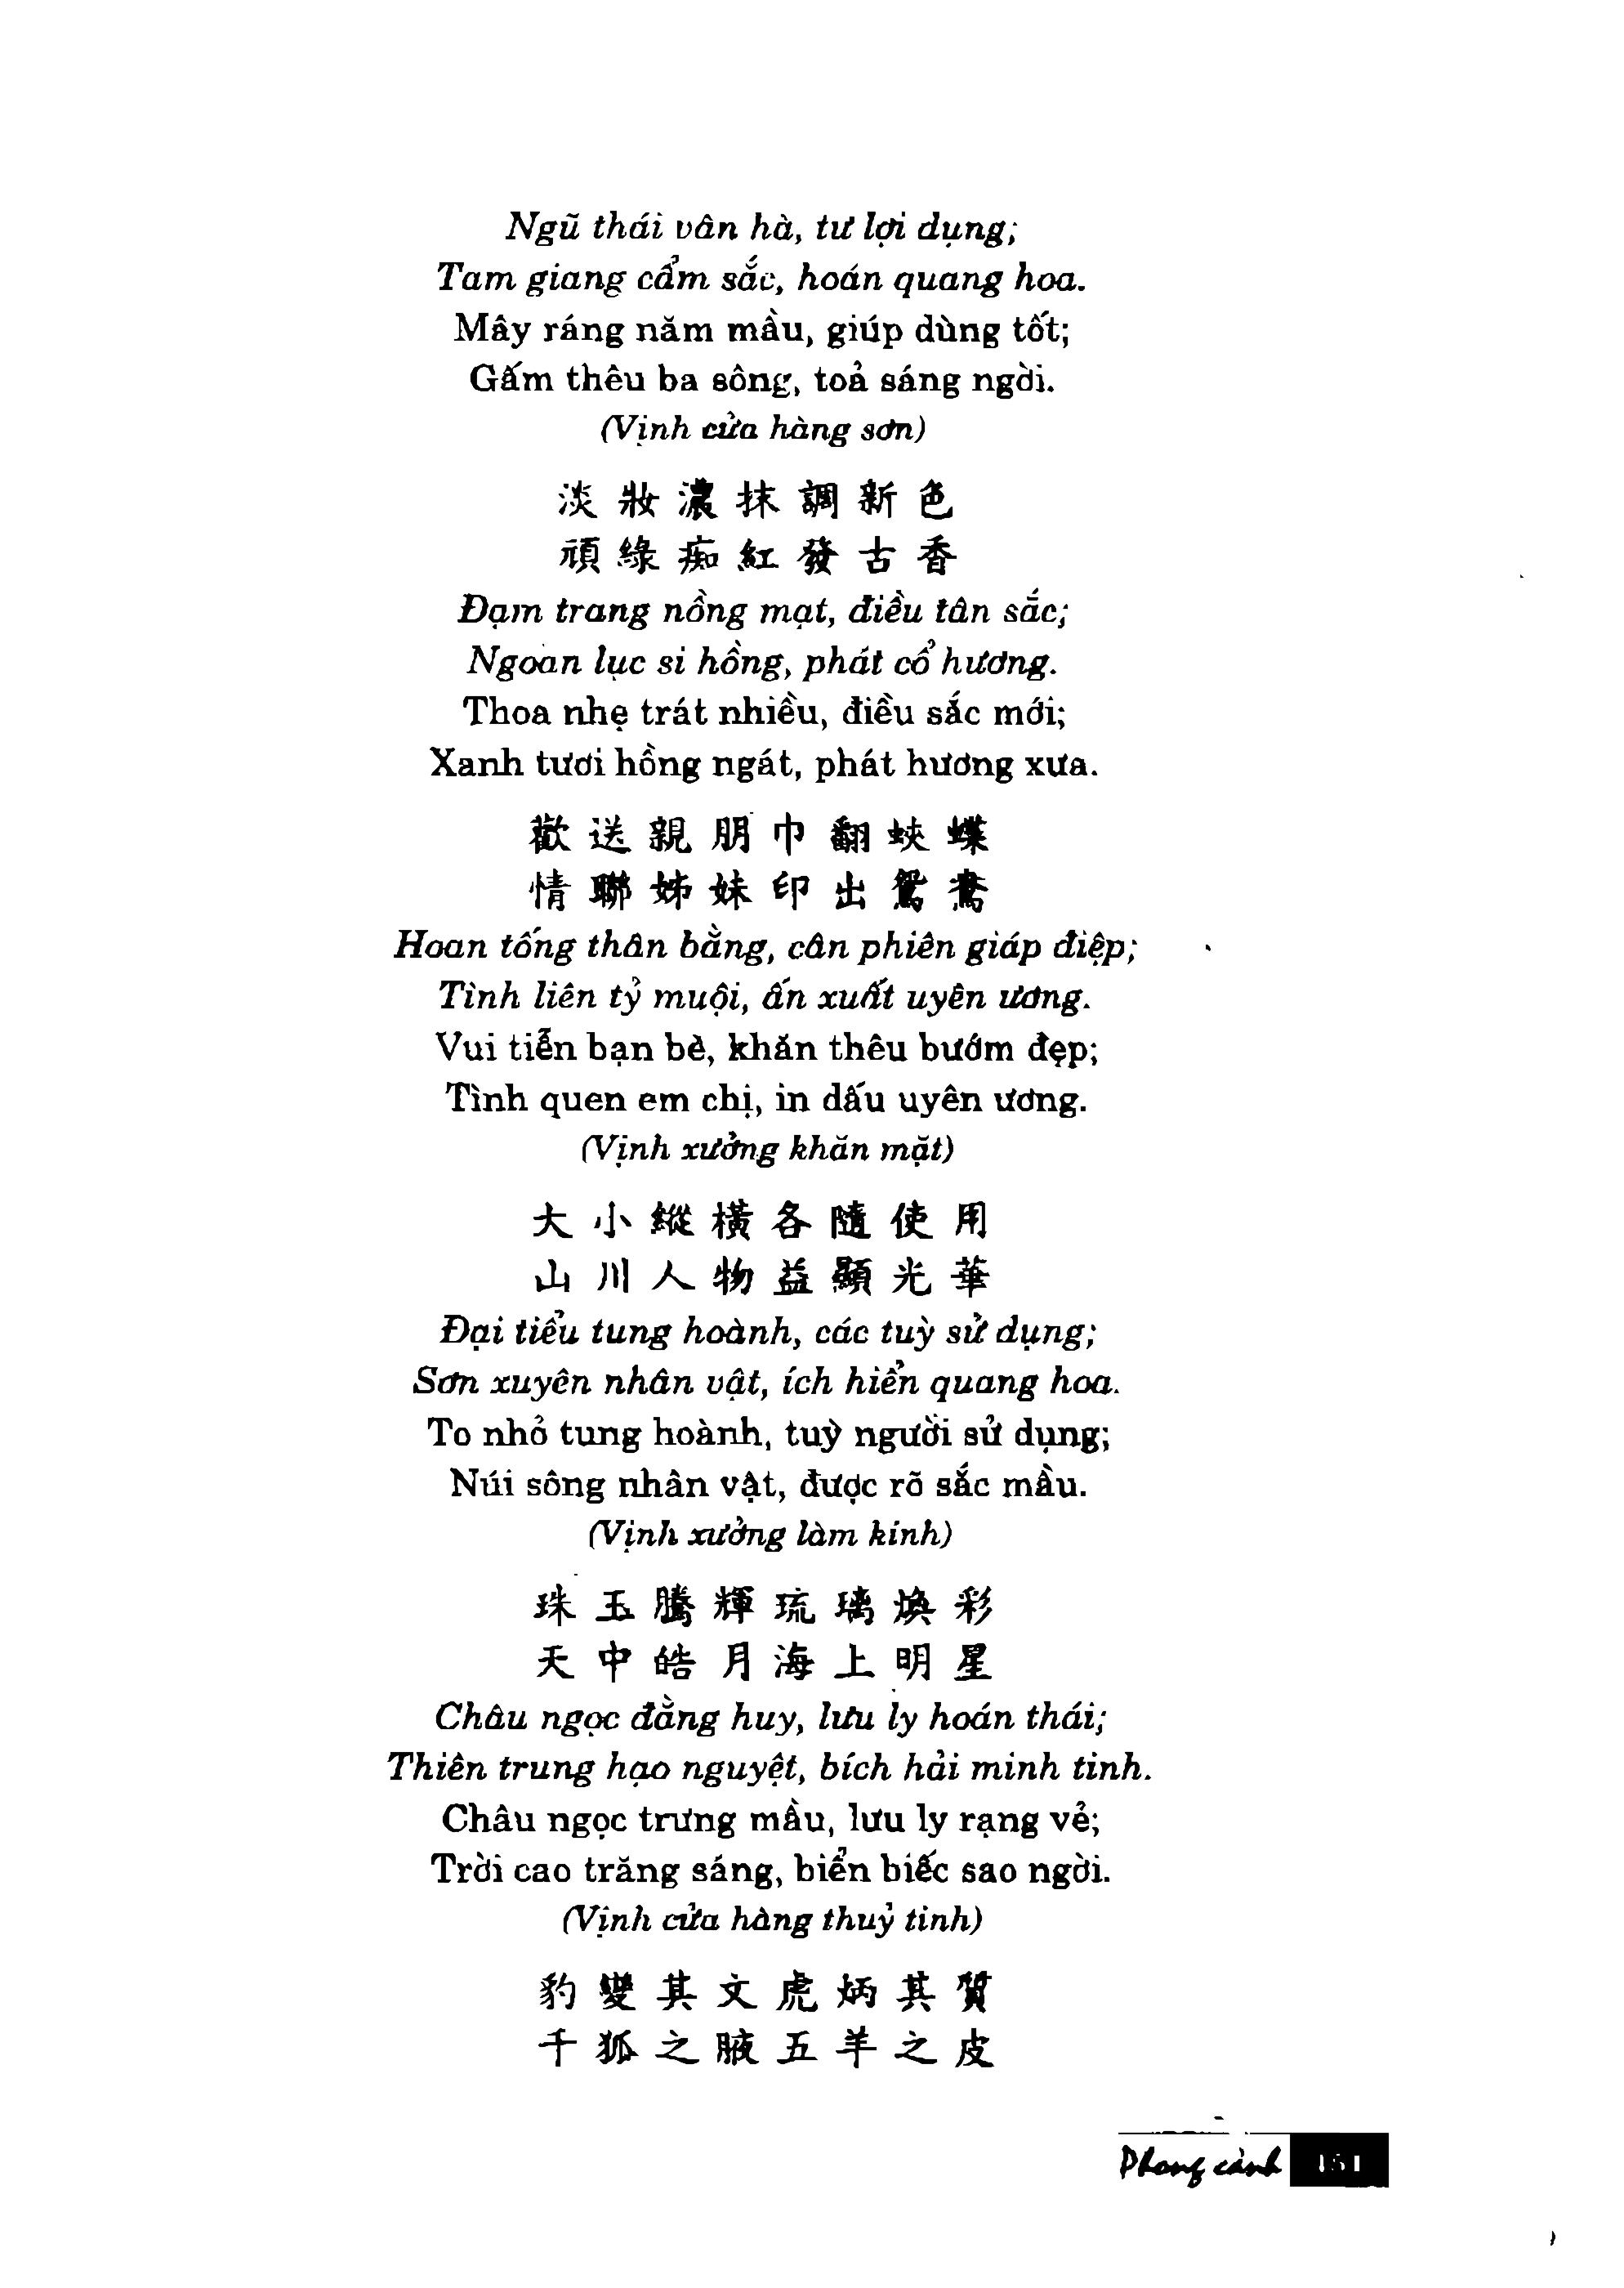 Ngũ thái vân hà, tư lợi dụng;
Tam giang cẩm sắc, hoán quang hoa.
Mây ráng năm mầu, giúp dùng tốt;
Gấm thêu ba sông, toả sáng ngời.
(Vịnh cửa hàng sơn)
淡妝濃抹調新色
頑綠痴紅發古香
Đạm trang nồng mạt, điều tân sắc;
Ngoan lục si hồng, phát cổ hương.
Thoa nhẹ trát nhiều, điều sắc mới;
Xanh tươi hồng ngát, phát hương xưa.
歡送親朋巾翻蛺蝶
情聯姊妹印出鴛鴦
Hoan tống thân bằng, cân phiên giáp điệp;
Tình liên tỷ muội, ấn xuất uyên ương.
Vui tiễn bạn bè, khăn thêu bướm đẹp;
Tình quen em chị, in dấu uyên ương.
(Vịnh xưởng khăn mặt)
大小縱橫各隨使用
山川人物益顯光華
Đại tiểu tung hoành, các tuỳ sử dụng;
Sơn xuyên nhân vật, ích hiển quang hoa.
To nhỏ tung hoành, tuỳ người sử dụng;
Núi sông nhân vật, được rõ sắc mầu.
(Vịnh xưởng làm kính)
珠玉騰輝琉璃煥彩
天中皓月海上明星
Châu ngọc đằng huy, lưu ly hoán thái;
Thiên trung hạo nguyệt, bích hải minh tinh.
Châu ngọc trưng mầu, lưu ly rạng vẻ;
Trời cao trăng sáng, biển biếc sao ngời.
(Vịnh cửa hàng thuỷ tinh)
豹變其文虎炳其質
千狐之腋五羊之皮
Phong cảnh 151